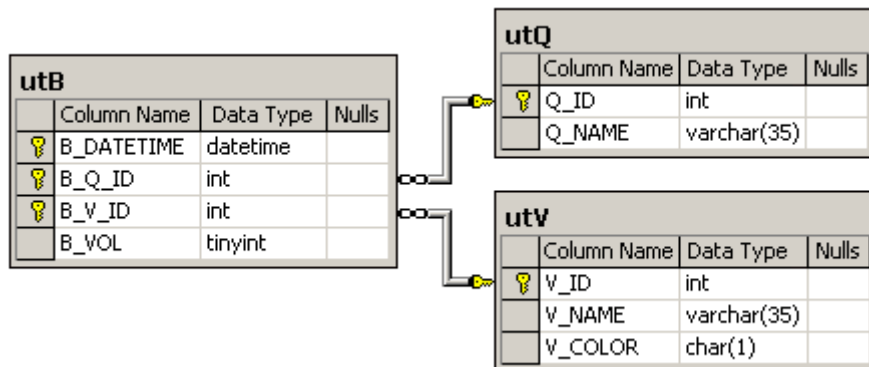 utB
Column Name Data Type Nulls
B_DATETIME datetime
B_Q_ID int
B_V_ID int
B_VOL tinyint
utQ
Column Name Data Type Nulls
Q_ID int
Q_NAME varchar(35)
utV
Column Name Data Type Nulls
V_ID int
V_NAME varchar(35)
V_COLOR char(1)